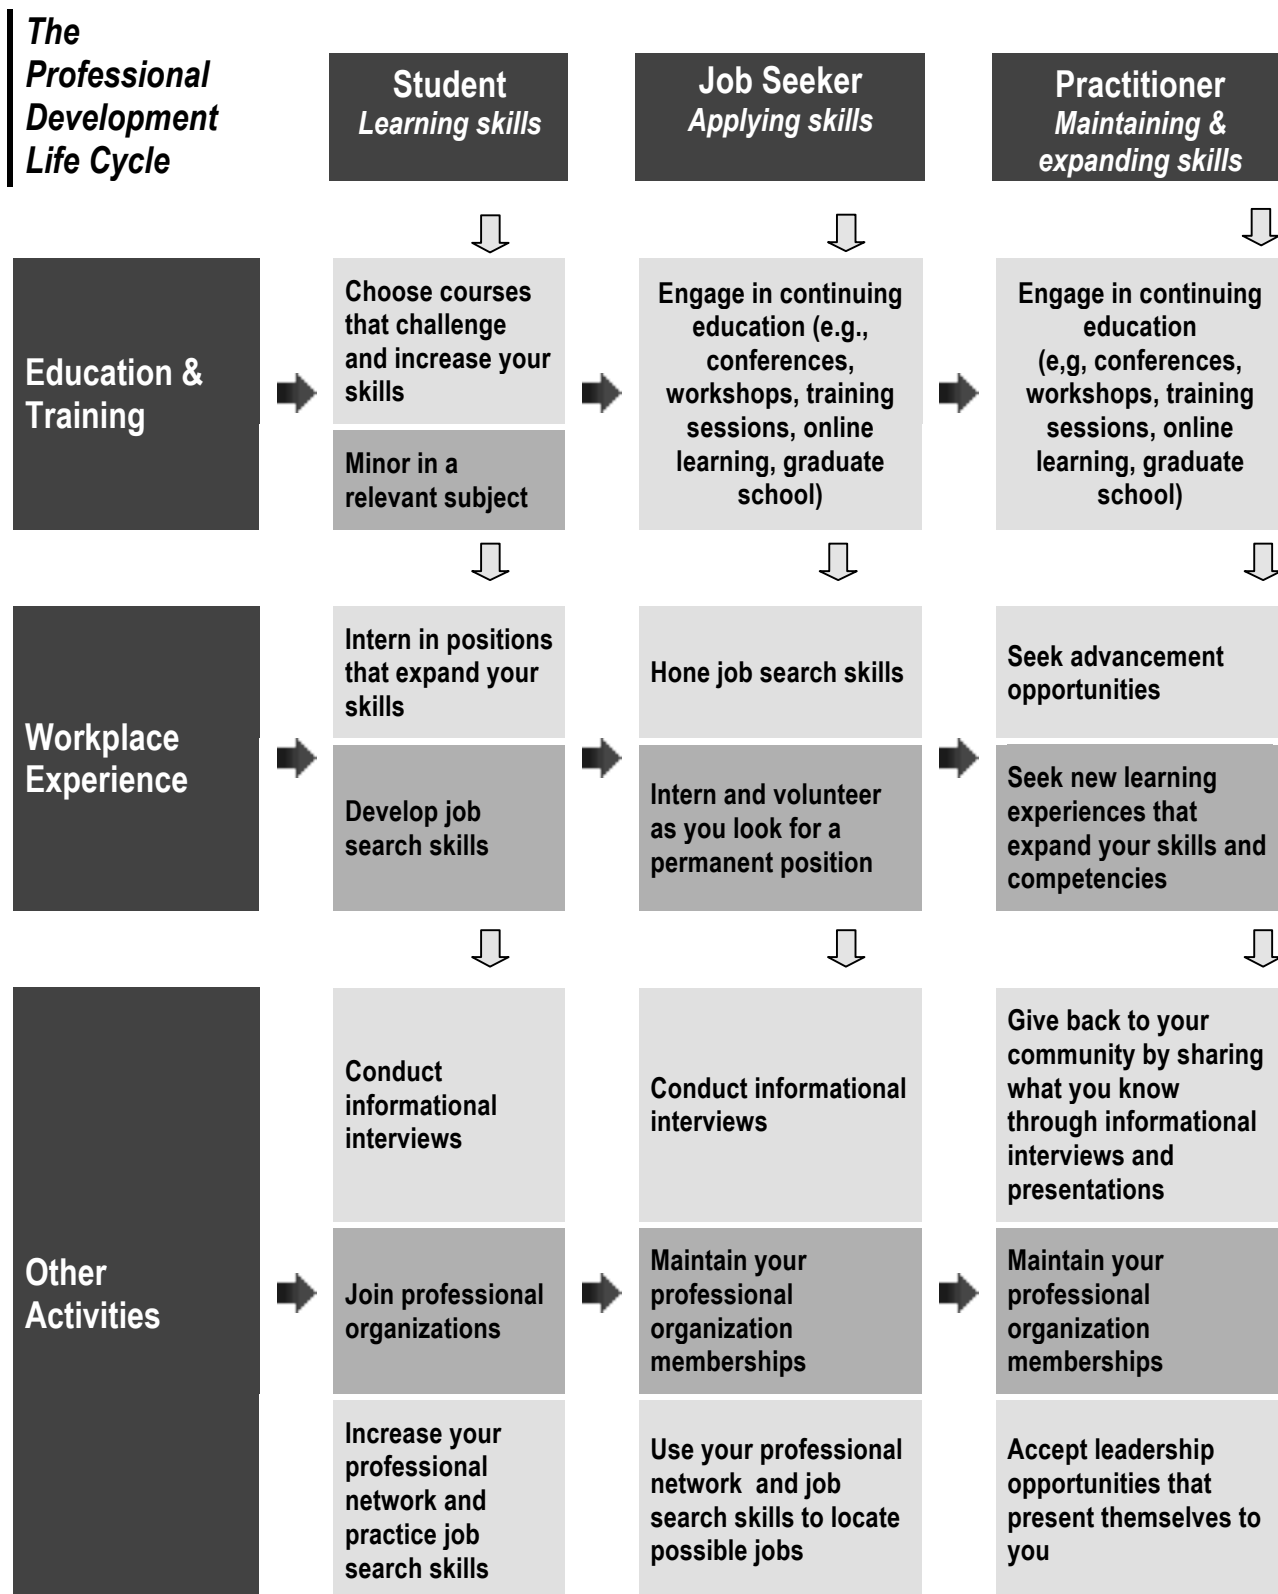 The
Professional
Development
Life Cycle
Student
Learning skills
Job Seeker
Applying skills
Practitioner
Maintaining &
expanding skills
Education &
Training
Choose courses
that challenge
and increase your
skills
Minor in a
relevant subject
Engage in continuing
education (e.g.,
conferences,
workshops, training
sessions, online
learning, graduate
school)
Engage in continuing
education
(e,g, conferences,
workshops, training
sessions, online
learning, graduate
school)
Workplace
Experience
Intern in positions
that expand your
skills
Develop job
search skills
Hone job search skills
Intern and volunteer
as you look for a
permanent position
Seek advancement
opportunities
Seek new learning
experiences that
expand your skills and
competencies
Other
Activities
Conduct
informational
interviews
Join professional
organizations
Increase your
professional
network and
practice job
search skills
Conduct informational
interviews
Maintain your
professional
organization
memberships
Use your professional
network  and job
search skills to locate
possible jobs
Give back to your
community by sharing
what you know
through informational
interviews and
presentations
Maintain your
professional
organization
memberships
Accept leadership
opportunities that
present themselves to
you